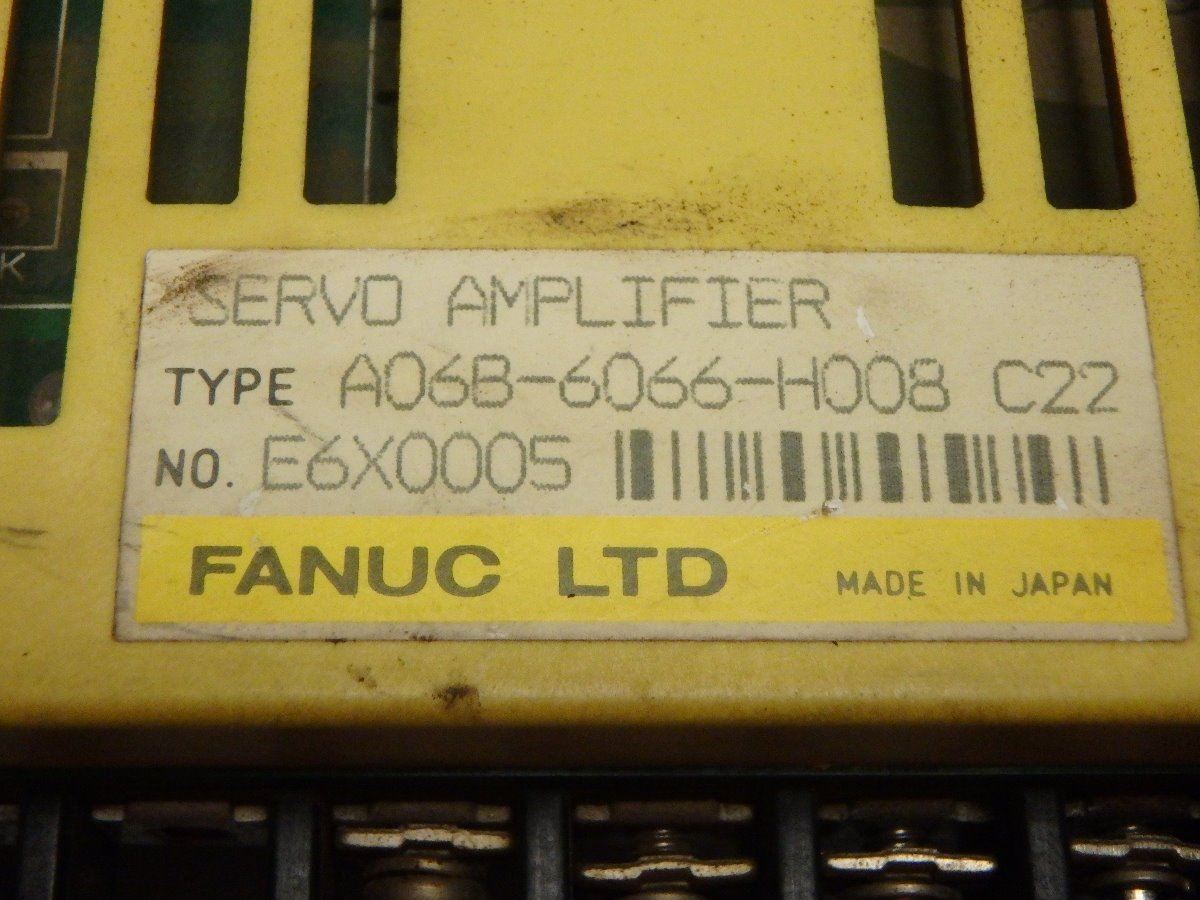 K
SERVO AMPLIFIER
TYPE A06B-6066-H008 C22
NO. E6X0005
FANUC LTD MADE IN JAPAN